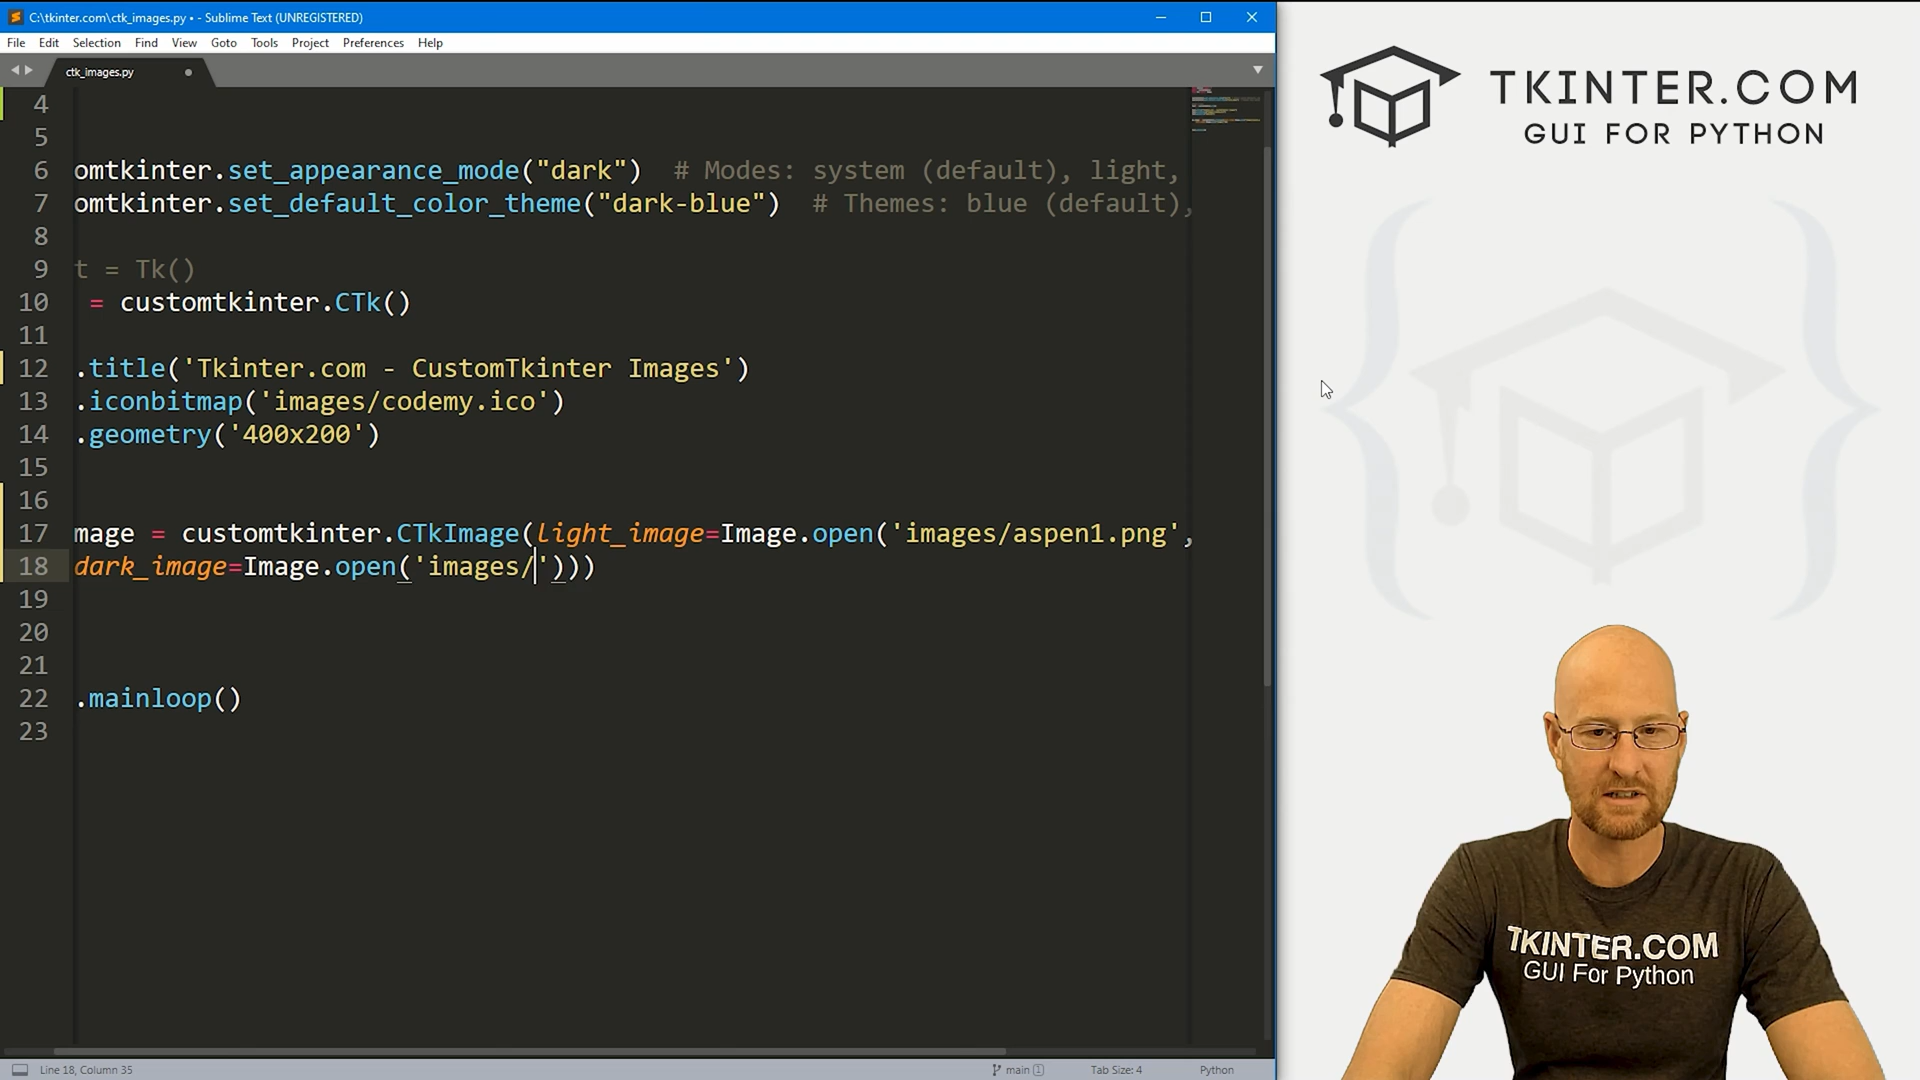 C:\tkinter.com\ctk_images.py • - Sublime Text (UNREGISTERED)
File Edit Selection Find View Goto Tools Project Preferences Help
ctk_images.py
4
5
6 omtkinter.set_appearance_mode("dark")  # Modes: system (default), light,
7 omtkinter.set_default_color_theme("dark-blue")  # Themes: blue (default),
8
9 t = Tk()
10 = customtkinter.CTk()
11
12 .title('Tkinter.com - CustomTkinter Images')
13 .iconbitmap('images/codemy.ico')
14 .geometry('400x200')
15
16
17 mage = customtkinter.CTkImage(light_image=Image.open('images/aspen1.png',
18 dark_image=Image.open('images/')))
19
20
21
22 .mainloop()
23
Line 18, Column 35
main 1
Tab Size: 4
Python
TKINTER.COM
GUI FOR PYTHON
TKINTER.COM
GUI For Python